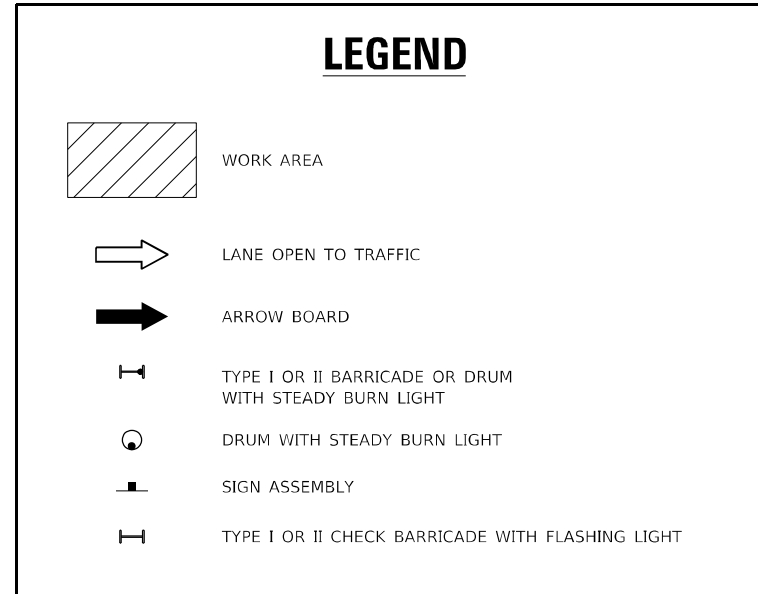 LEGEND
WORK AREA
LANE OPEN TO TRAFFIC
ARROW BOARD
TYPE I OR II BARRICADE OR DRUM
WITH STEADY BURN LIGHT
DRUM WITH STEADY BURN LIGHT
SIGN ASSEMBLY
TYPE I OR II CHECK BARRICADE WITH FLASHING LIGHT